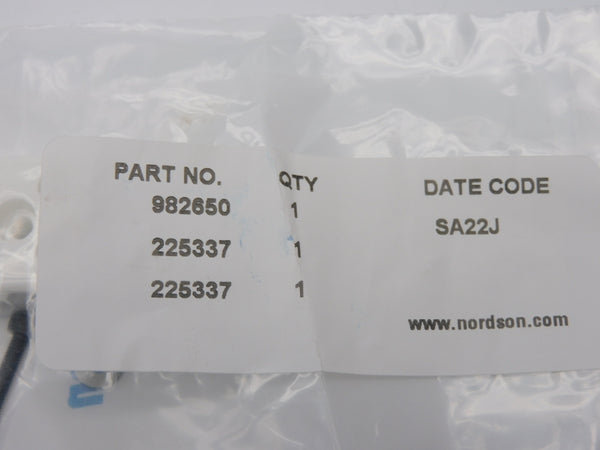 PART NO. QTY DATE CODE
982650 1 SA22J
225337 1
225337 1
www.nordson.com